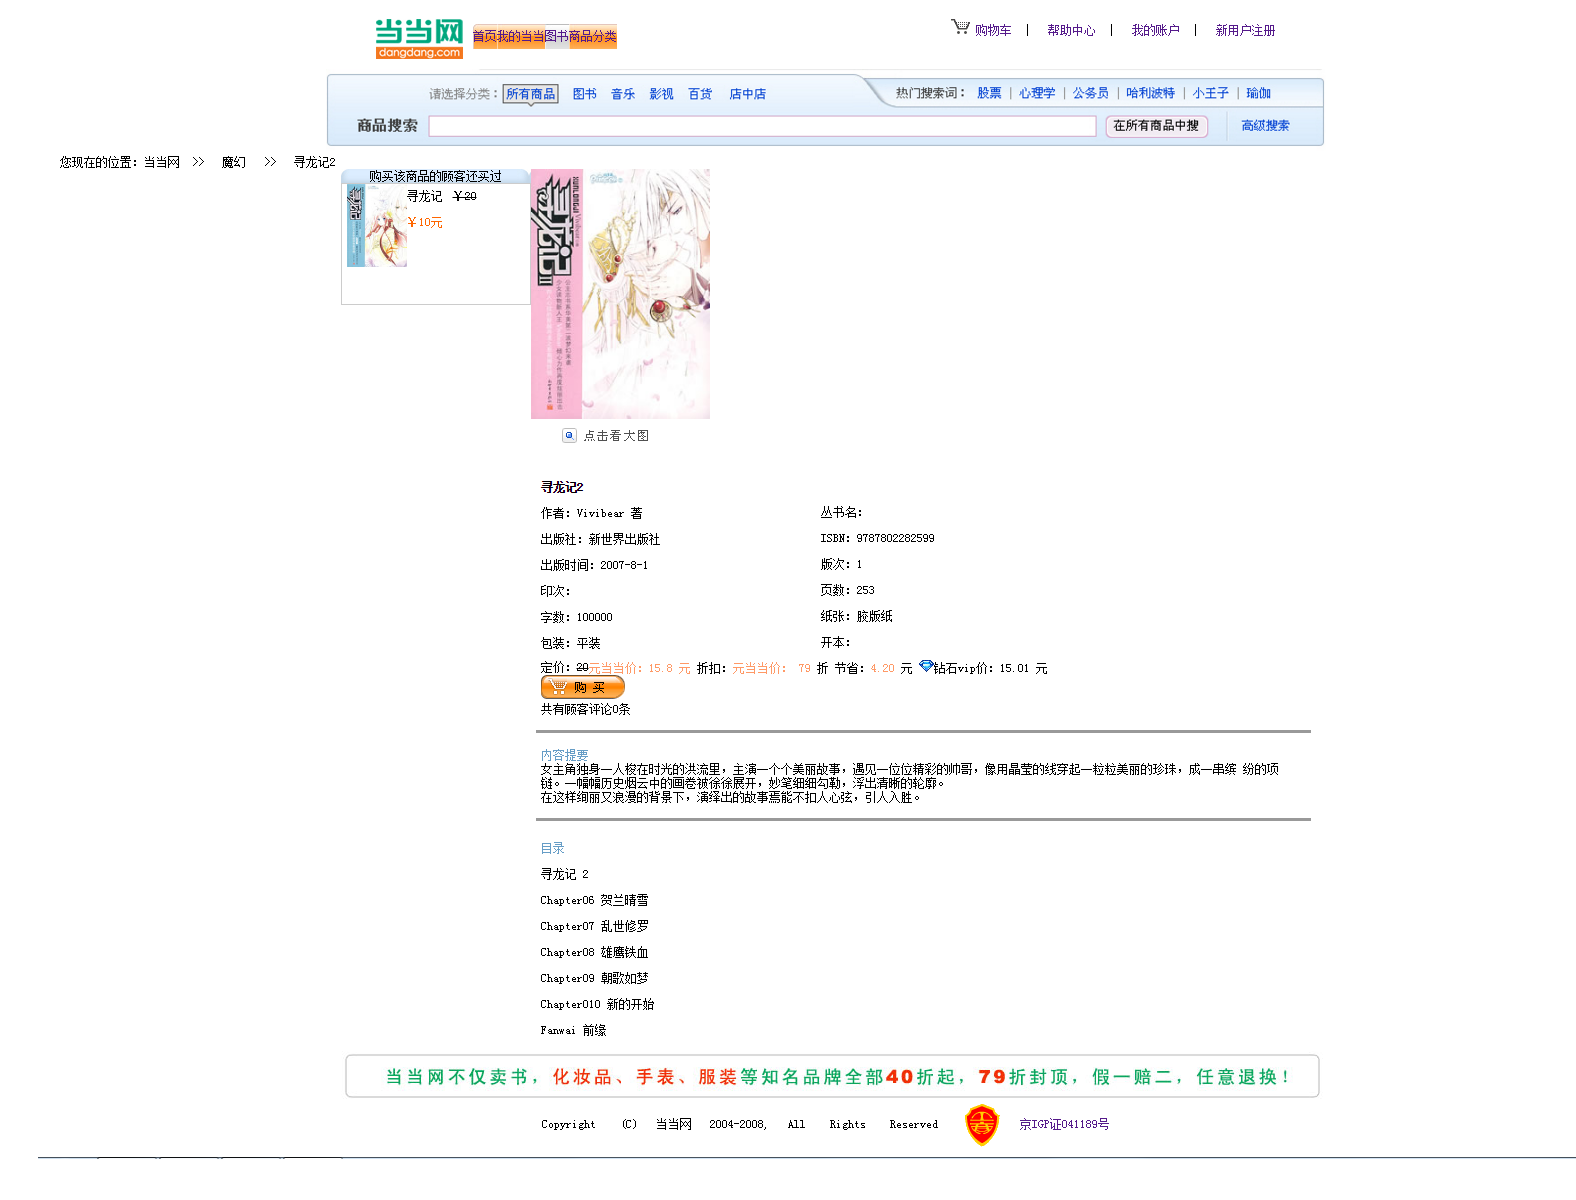 当当网
dangdang.com
首页我的当当图书商品分类
购物车 | 帮助中心 | 我的账户 | 新用户注册
请选择分类: 所有商品 图书 音乐 影视 百货 店中店
热门搜索词: 股票 | 心理学 | 公务员 | 哈利波特 | 小王子 | 瑜伽
商品搜索 在所有商品中搜 高级搜索
您现在的位置: 当当网 >> 魔幻 >> 寻龙记2
购买该商品的顾客还买过
寻龙记
寻龙记 ￥20
￥10元
XUNLONGJI
寻龙记II
点击看大图
寻龙记2
作者: Vivibear 著
丛书名:
出版社: 新世界出版社
ISBN: 9787802282599
出版时间: 2007-8-1
版次: 1
印次:
页数: 253
字数: 100000
纸张: 胶版纸
包装: 平装
开本:
定价: 20元当当价: 15.8 元 折扣: 元当当价: 79 折 节省: 4.20 元 钻石vip价: 15.01 元
购 买
共有顾客评论0条
内容提要
女主角独身一人梭在时光的洪流里，主演一个个美丽故事，遇见一位位精彩的帅哥，像用晶莹的线穿起一粒粒美丽的珍珠，成一串缤 纷的项
链。一幅幅历史烟云中的画卷被徐徐展开，妙笔细细勾勒，浮出清晰的轮廓。
在这样绚丽又浪漫的背景下，演绎出的故事焉能不扣人心弦，引人入胜。
目录
寻龙记 2
Chapter06 贺兰晴雪
Chapter07 乱世修罗
Chapter08 雄鹰铁血
Chapter09 朝歌如梦
Chapter010 新的开始
Fanwai 前缘
当当网不仅卖书，化妆品、手表、服装等知名品牌全部40折起，79折封顶，假一赔二，任意退换！
Copyright (C) 当当网 2004-2008, All Rights Reserved 京IGP证041189号